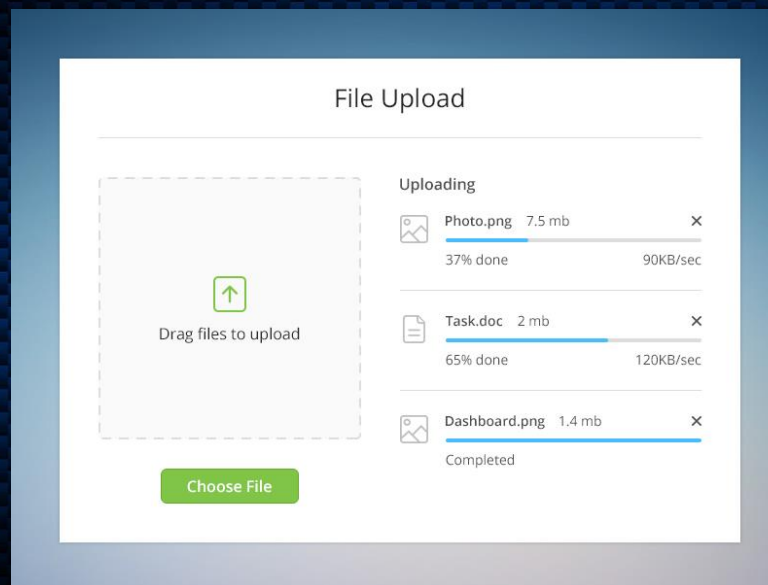 File Upload
Drag files to upload
Choose File
Uploading
Photo.png 7.5 mb
37% done 90KB/sec
Task.doc 2 mb
65% done 120KB/sec
Dashboard.png 1.4 mb
Completed